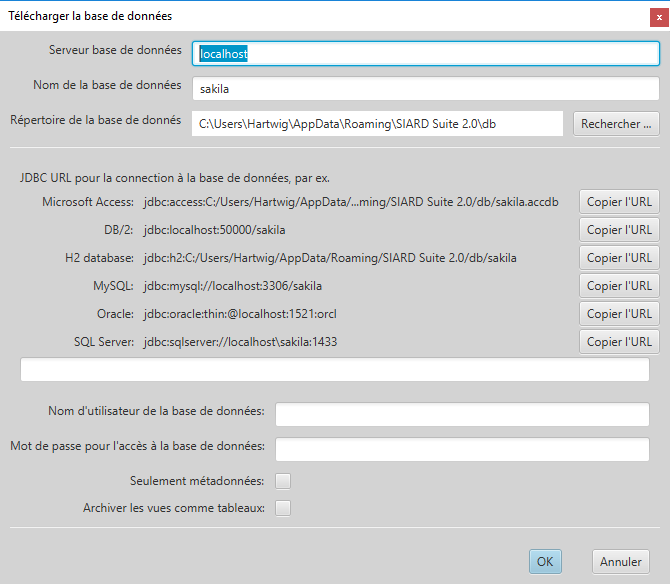 Télécharger la base de données
x
Serveur base de données localhost
Nom de la base de données sakila
Répertoire de la base de donnés C:\Users\Hartwig\AppData\Roaming\SIARD Suite 2.0\db Rechercher ...
JDBC URL pour la connection à la base de données, par ex.
Microsoft Access: jdbc:access:C:/Users/Hartwig/AppData/...ming/SIARD Suite 2.0/db/sakila.accdb Copier l'URL
DB/2: jdbc:localhost:50000/sakila Copier l'URL
H2 database: jdbc:h2:C:/Users/Hartwig/AppData/Roaming/SIARD Suite 2.0/db/sakila Copier l'URL
MySQL: jdbc:mysql://localhost:3306/sakila Copier l'URL
Oracle: jdbc:oracle:thin:@localhost:1521:orcl Copier l'URL
SQL Server: jdbc:sqlserver://localhost\sakila:1433 Copier l'URL
Nom d'utilisateur de la base de données:
Mot de passe pour l'accès à la base de données:
Seulement métadonnées:
Archiver les vues comme tableaux:
OK Annuler